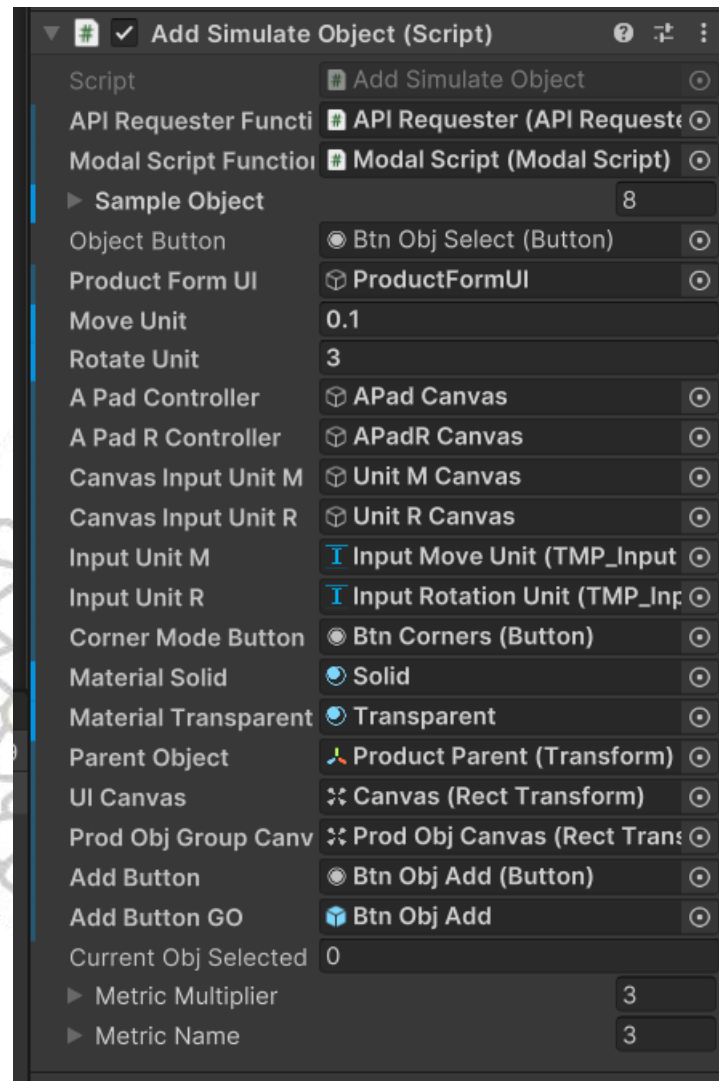 Add Simulate Object (Script)
Script Add Simulate Object
API Requester Functi API Requester (API Requeste
Modal Script Function Modal Script (Modal Script)
Sample Object 8
Object Button Btn Obj Select (Button)
Product Form UI ProductFormUI
Move Unit 0.1
Rotate Unit 3
A Pad Controller APad Canvas
A Pad R Controller APadR Canvas
Canvas Input Unit M Unit M Canvas
Canvas Input Unit R Unit R Canvas
Input Unit M Input Move Unit (TMP_Input
Input Unit R Input Rotation Unit (TMP_Inp
Corner Mode Button Btn Corners (Button)
Material Solid Solid
Material Transparent Transparent
Parent Object Product Parent (Transform)
UI Canvas Canvas (Rect Transform)
Prod Obj Group Canv Prod Obj Canvas (Rect Trans
Add Button Btn Obj Add (Button)
Add Button GO Btn Obj Add
Current Obj Selected 0
Metric Multiplier 3
Metric Name 3